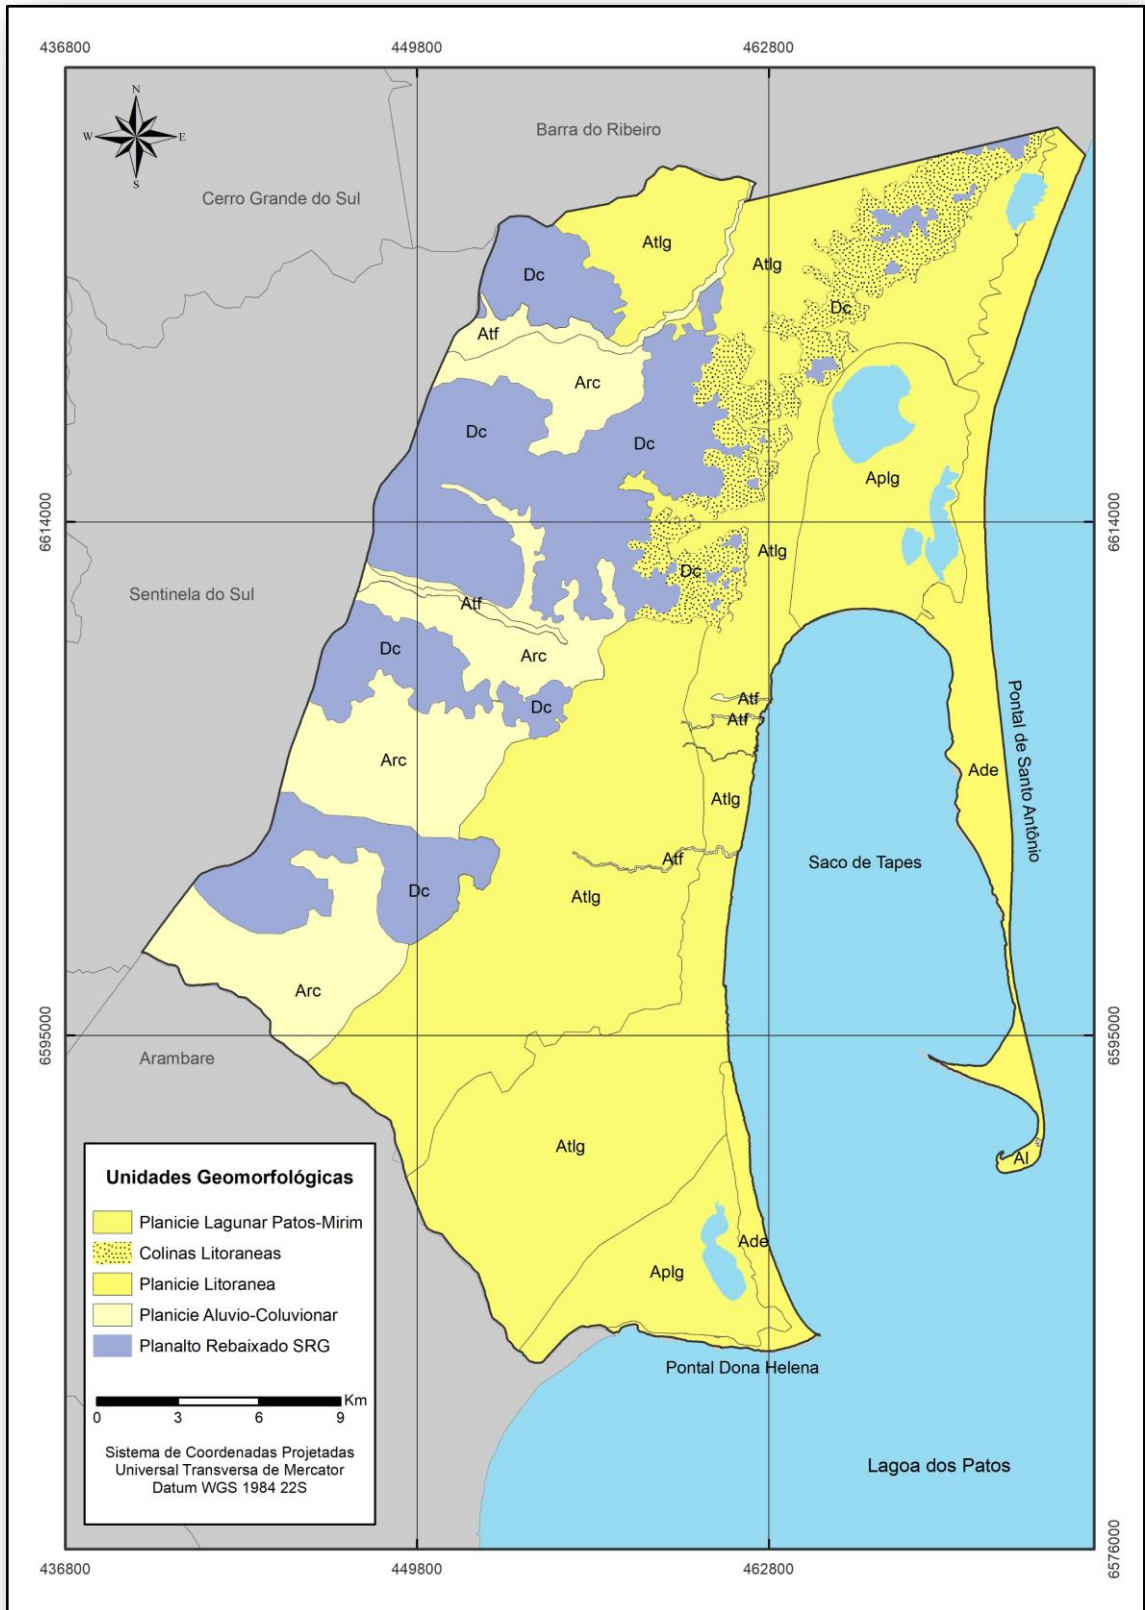 436800
449800
462800
N
W
E
S
Barra do Ribeiro
Cerro Grande do Sul
Atlg
Atlg
Dc
Dc
Atf
Arc
Dc
Dc
Aplg
6614000
6614000
Atlg
Dc
Sentinela do Sul
Atf
Arc
Dc
Dc
Atf
Atf
Pontal de Santo Antônio
Arc
Ade
Atlg
Atf
Saco de Tapes
Dc
Atlg
Arc
6595000
6595000
Arambare
Atlg
Al
Unidades Geomorfológicas
Planicie Lagunar Patos-Mirim
Colinas Litoraneas
Planicie Litoranea
Planicie Aluvio-Coluvionar
Planalto Rebaixado SRG
Ade
Aplg
Pontal Dona Helena
Km
0 3 6 9
Sistema de Coordenadas Projetadas
Universal Transversa de Mercator
Datum WGS 1984 22S
Lagoa dos Patos
6576000
436800
449800
462800